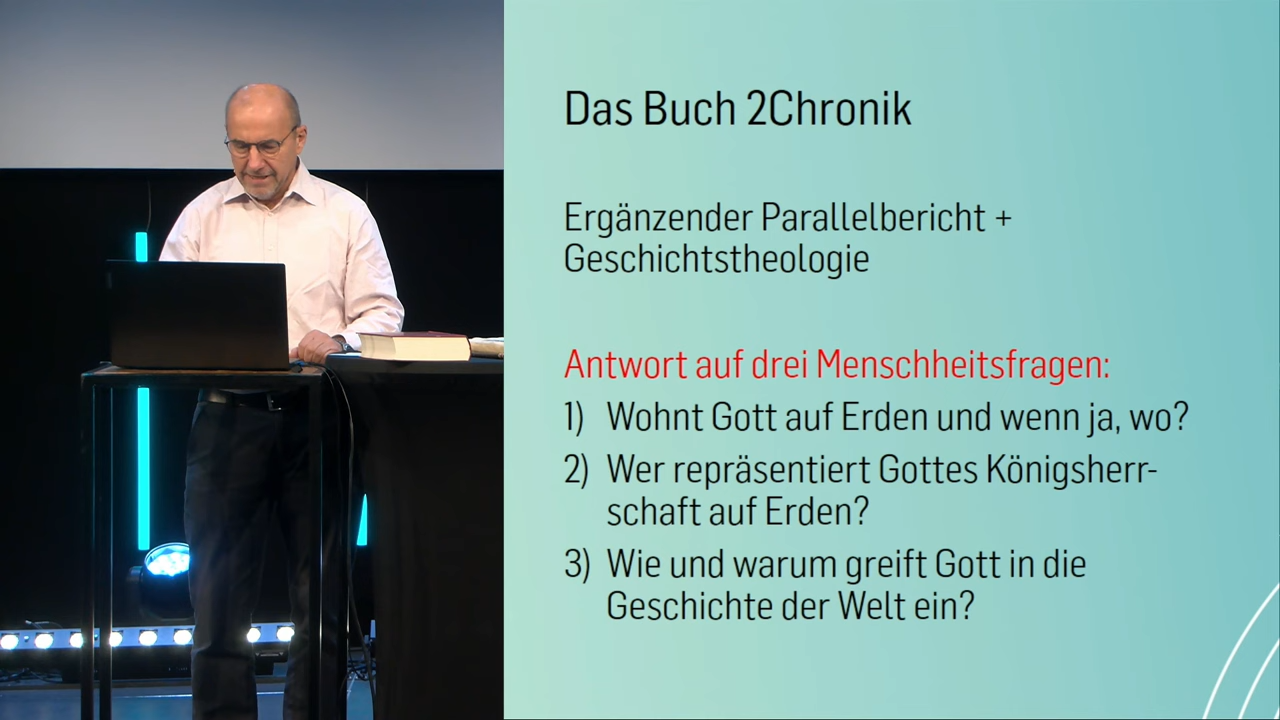 Das Buch 2Chronik
Ergänzender Parallelbericht +
Geschichtstheologie
Antwort auf drei Menschheitsfragen:
1) Wohnt Gott auf Erden und wenn ja, wo?
2) Wer repräsentiert Gottes Königsherr-
schaft auf Erden?
3) Wie und warum greift Gott in die
Geschichte der Welt ein?